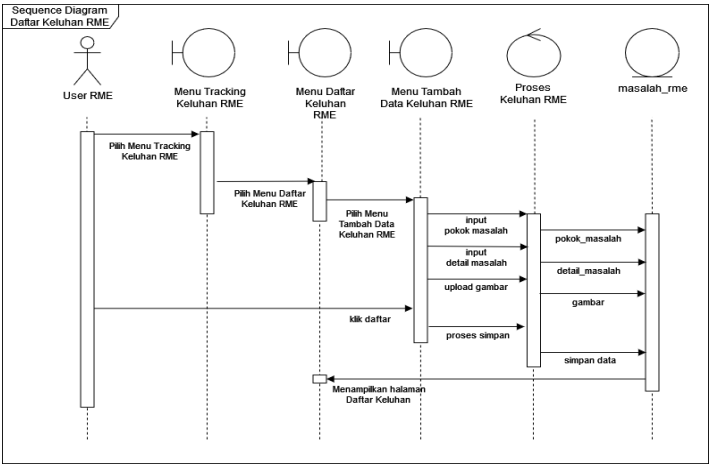 Sequence Diagram
Daftar Keluhan RME
User RME
Menu Tracking
Keluhan RME
Menu Daftar
Keluhan
RME
Menu Tambah
Data Keluhan RME
Proses
Keluhan RME
masalah_rme
Pilih Menu Tracking
Keluhan RME
Pilih Menu Daftar
Keluhan RME
Pilih Menu
Tambah Data
Keluhan RME
input
pokok masalah
pokok_masalah
input
detail masalah
detail_masalah
upload gambar
gambar
klik daftar
proses simpan
simpan data
Menampilkan halaman
Daftar Keluhan